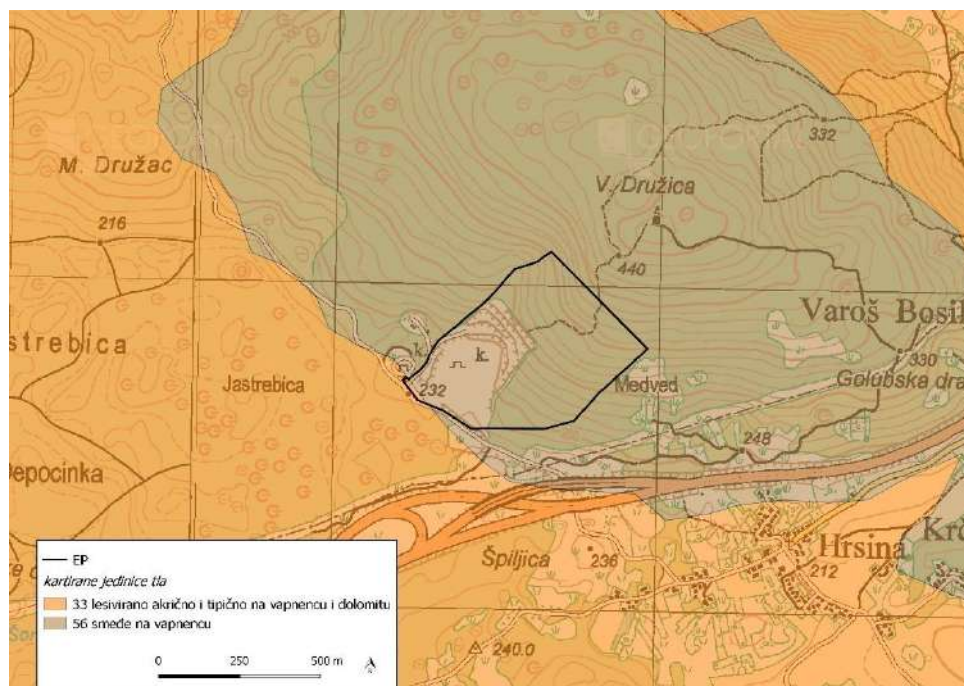 M. Družac
332
V. Družica
216
440
Varoš Bosil
strebica
k.
k.
330
Jastrebica
Medved
Golubska dra
232
248
Depocinka
Hrsina
Krč
Špiljica
236
212
240.0
EP
kartirane jedinice tla
33 lesivirano akrično i tipično na vapnencu i dolomitu
56 smeđe na vapnencu
0 250 500 m